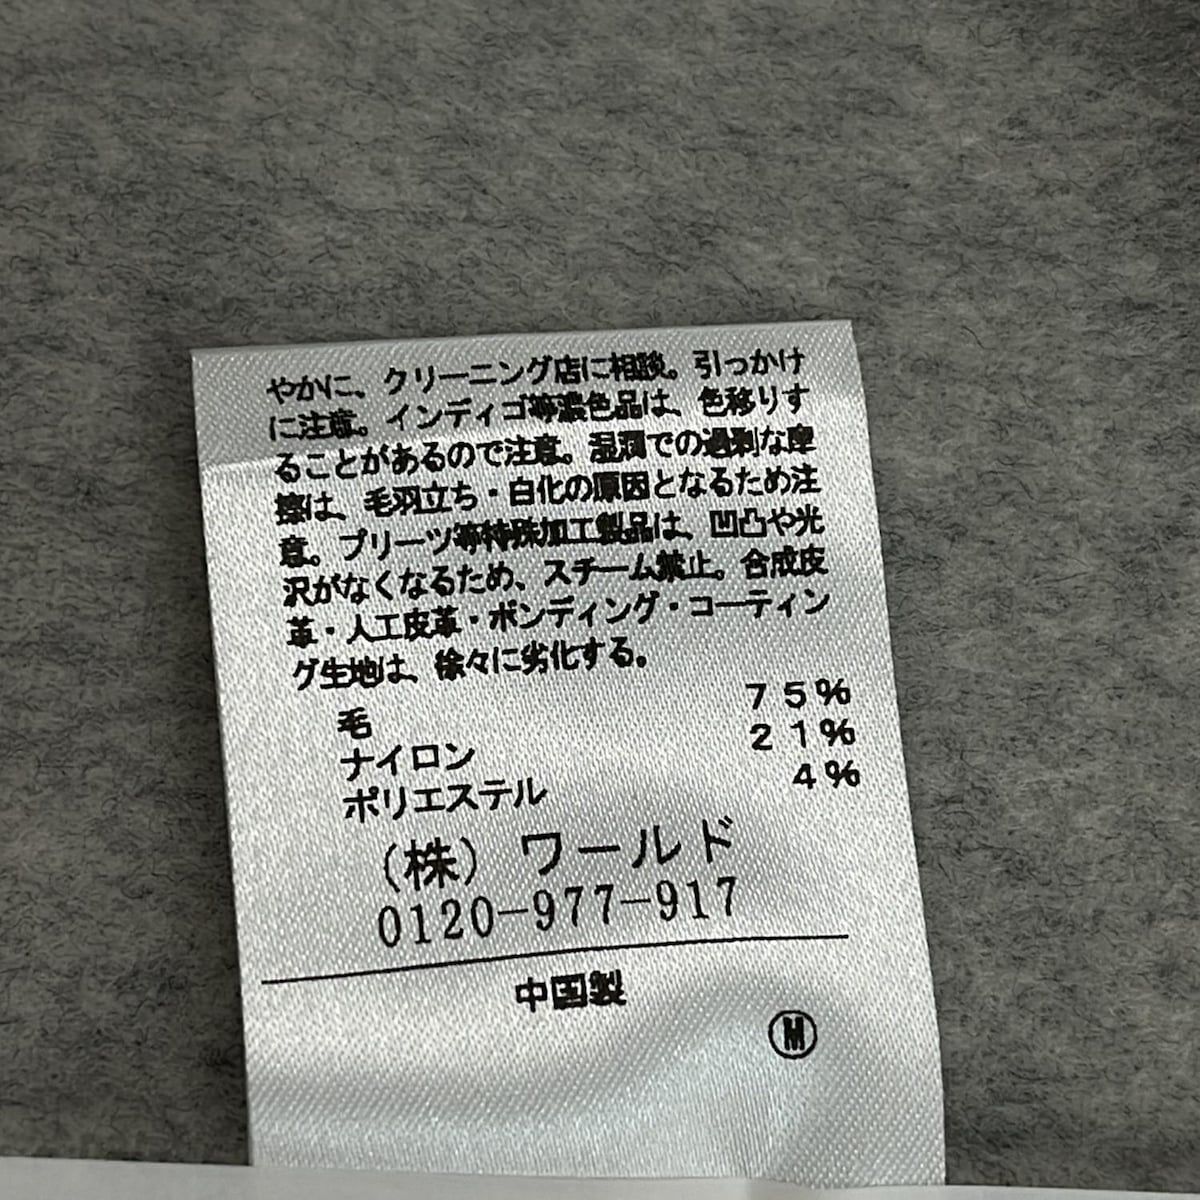 やかに、クリーニング店に相談。引っかけ
に注意。インディゴ等濃色品は、色移りす
ることがあるので注意。湿潤での過剰な摩
擦は、毛羽立ち・白化の原因となるため注
意。プリーツ等特殊加工製品は、凹凸や光
沢がなくなるため、スチーム禁止。合成皮
革・人工皮革・ボンディング・コーティン
グ生地は、徐々に劣化する。
毛 75%
ナイロン 21%
ポリエステル 4%
(株) ワールド
0120-977-917
中国製
Ⓜ